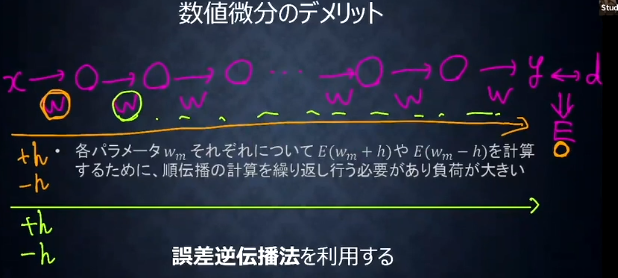 Stud
数値微分のデメリット
x → O → O → O … → O → O → y ↔ d
w w w w w w
E
+h
-h
• 各パラメータwₘ それぞれについて E(wₘ + h)や E(wₘ − h)を計算
するために、順伝播の計算を繰り返し行う必要があり負荷が大きい
+h
-h
誤差逆伝播法を利用する